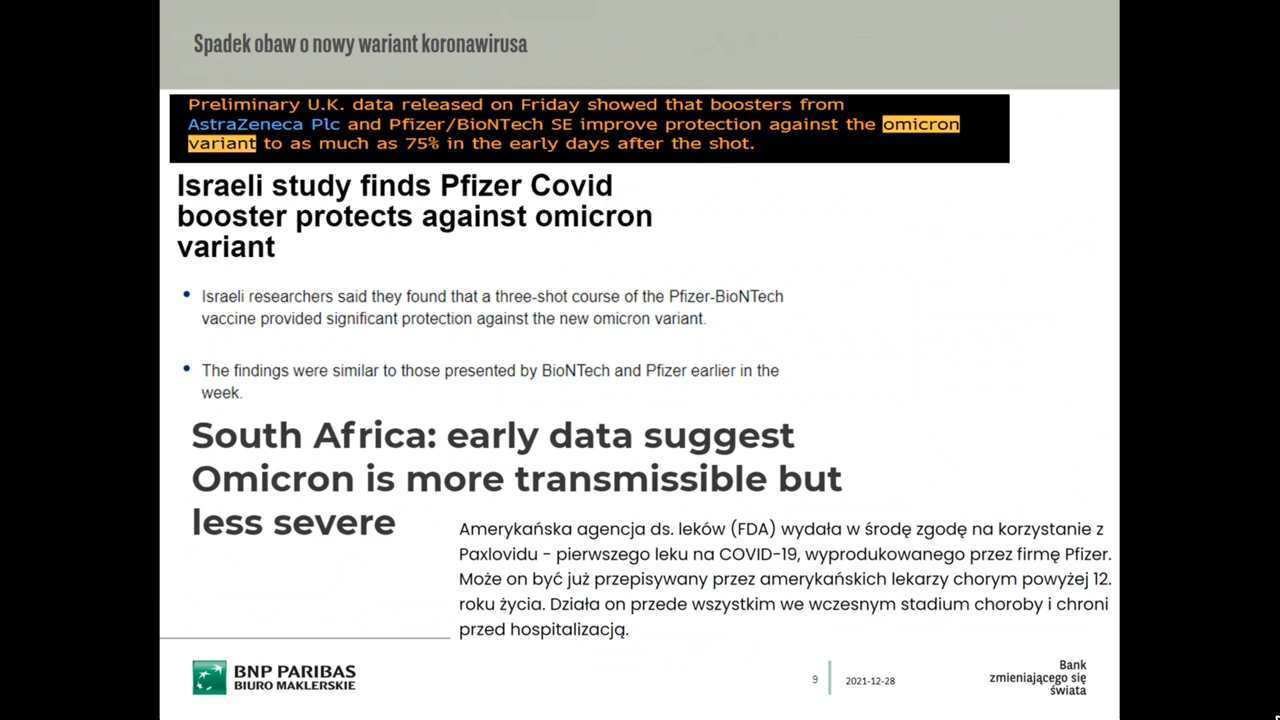 Spadek obaw o nowy wariant koronawirusa
Preliminary U.K. data released on Friday showed that boosters from
AstraZeneca Plc and Pfizer/BioNTech SE improve protection against the omicron
variant to as much as 75% in the early days after the shot.
Israeli study finds Pfizer Covid
booster protects against omicron
variant
• Israeli researchers said they found that a three-shot course of the Pfizer-BioNTech
vaccine provided significant protection against the new omicron variant.
• The findings were similar to those presented by BioNTech and Pfizer earlier in the
week.
South Africa: early data suggest
Omicron is more transmissible but
less severe
Amerykańska agencja ds. leków (FDA) wydała w środę zgodę na korzystanie z
Paxlovidu - pierwszego leku na COVID-19, wyprodukowanego przez firmę Pfizer.
Może on być już przepisywany przez amerykańskich lekarzy chorym powyżej 12.
roku życia. Działa on przede wszystkim we wczesnym stadium choroby i chroni
przed hospitalizacją.
BNP PARIBAS
BIURO MAKLERSKIE
9
2021-12-28
Bank
zmieniającego się
świata